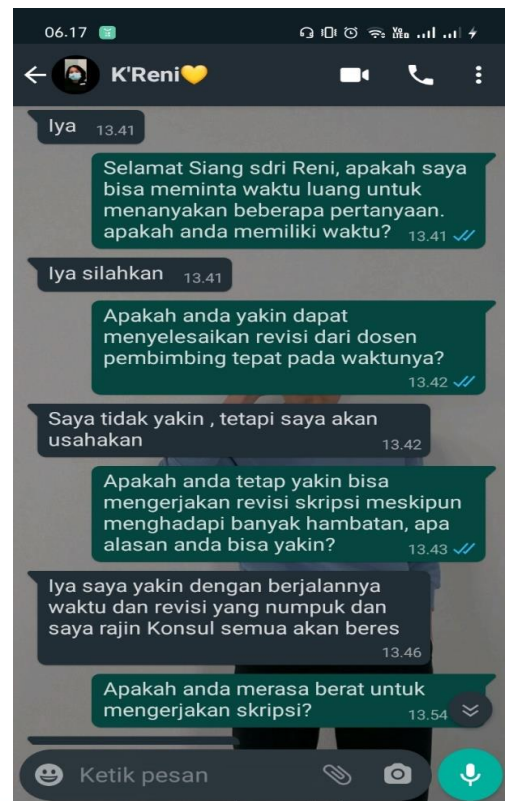 06.17
K'Reni💛
Iya 13.41
Selamat Siang sdri Reni, apakah saya
bisa meminta waktu luang untuk
menanyakan beberapa pertanyaan.
apakah anda memiliki waktu? 13.41
Iya silahkan 13.41
Apakah anda yakin dapat
menyelesaikan revisi dari dosen
pembimbing tepat pada waktunya?
13.42
Saya tidak yakin , tetapi saya akan
usahakan 13.42
Apakah anda tetap yakin bisa
mengerjakan revisi skripsi meskipun
menghadapi banyak hambatan, apa
alasan anda bisa yakin? 13.43
Iya saya yakin dengan berjalannya
waktu dan revisi yang numpuk dan
saya rajin Konsul semua akan beres
13.46
Apakah anda merasa berat untuk
mengerjakan skripsi? 13.54
Ketik pesan